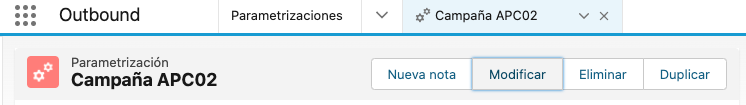 Outbound
Parametrizaciones
Campaña APC02
Parametrización
Campaña APC02
Nueva nota
Modificar
Eliminar
Duplicar